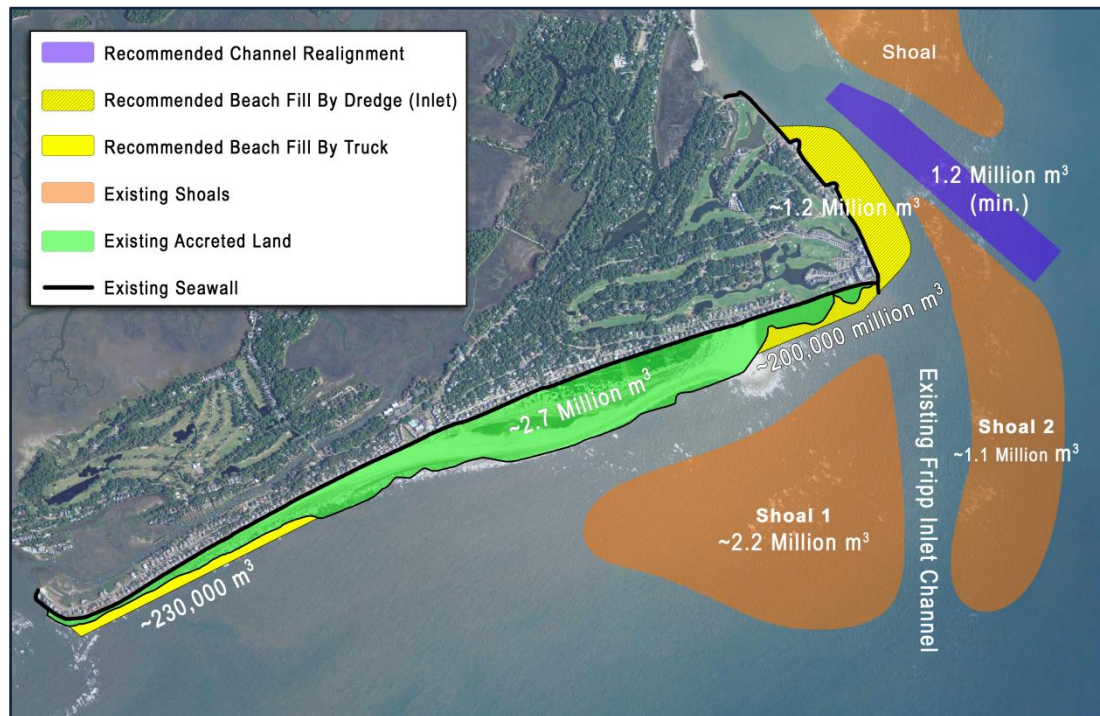 Recommended Channel Realignment
Recommended Beach Fill By Dredge (Inlet)
Recommended Beach Fill By Truck
Existing Shoals
Existing Accreted Land
Existing Seawall
Shoal
1.2 Million m³
(min.)
~1.2 Million m³
~200,000 million m³
~2.7 Million m³
Existing Fripp Inlet Channel
Shoal 2
~1.1 Million m³
Shoal 1
~2.2 Million m³
~230,000 m³